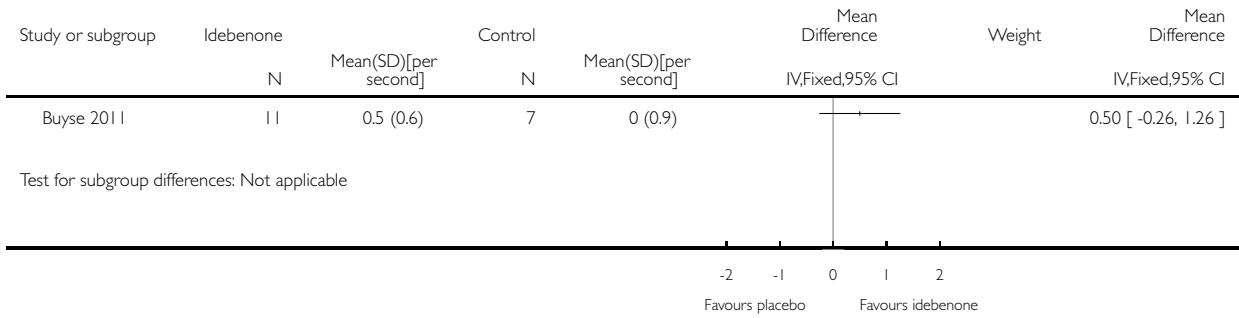 Study or subgroup Idebenone Control Mean Difference Weight Mean Difference
N Mean(SD)[per second] N Mean(SD)[per second] IV,Fixed,95% CI IV,Fixed,95% CI
Buyse 2011 11 0.5 (0.6) 7 0 (0.9) 0.50 [ -0.26, 1.26 ]
Test for subgroup differences: Not applicable
-2 -1 0 1 2
Favours placebo Favours idebenone